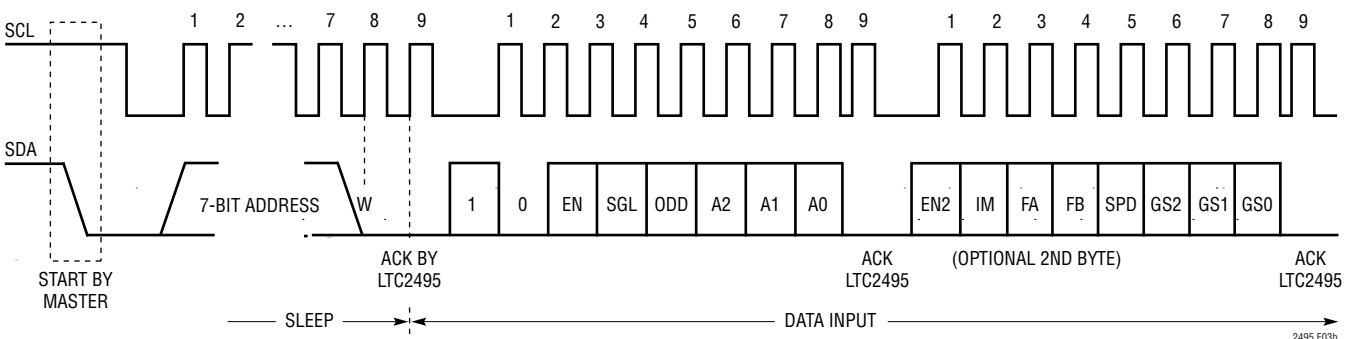 SCL
1 2 ... 7 8 9 1 2 3 4 5 6 7 8 9 1 2 3 4 5 6 7 8 9
SDA
7-BIT ADDRESS W 1 0 EN SGL ODD A2 A1 A0 EN2 IM FA FB SPD GS2 GS1 GS0
START BY
MASTER
ACK BY
LTC2495
ACK
LTC2495
(OPTIONAL 2ND BYTE)
ACK
LTC2495
SLEEP DATA INPUT
2495 F03b